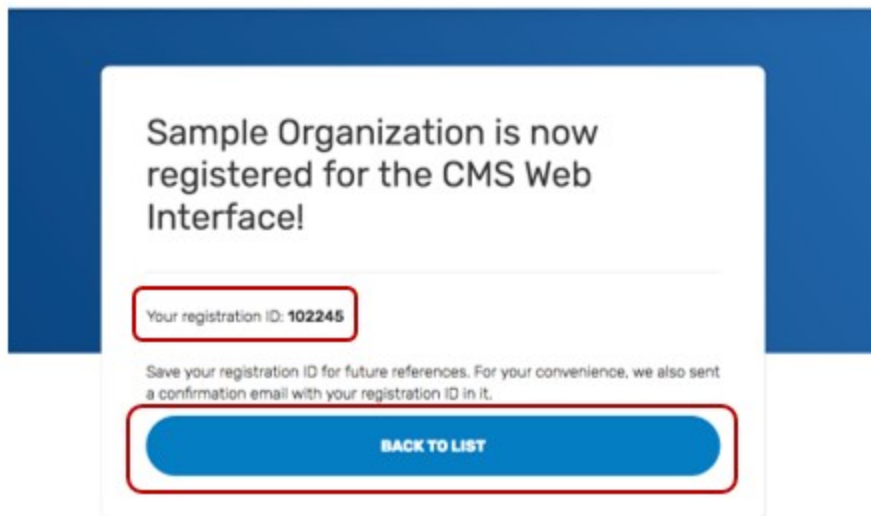 Sample Organization is now
registered for the CMS Web
Interface!
Your registration ID: 102245
Save your registration ID for future references. For your convenience, we also sent
a confirmation email with your registration ID in it.
BACK TO LIST